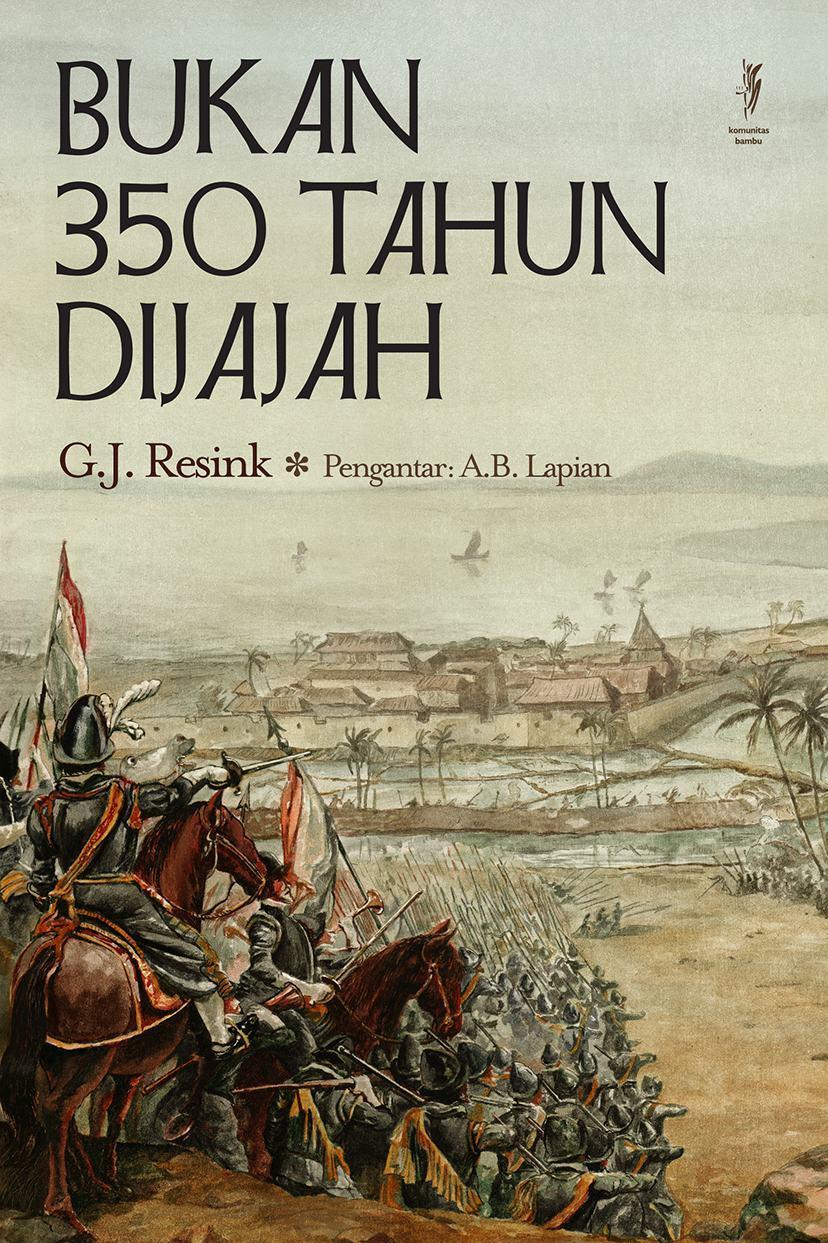 BUKAN
350 TAHUN
DIJAJAH
G.J. Resink * Pengantar: A.B. Lapian
komunitas
bambu